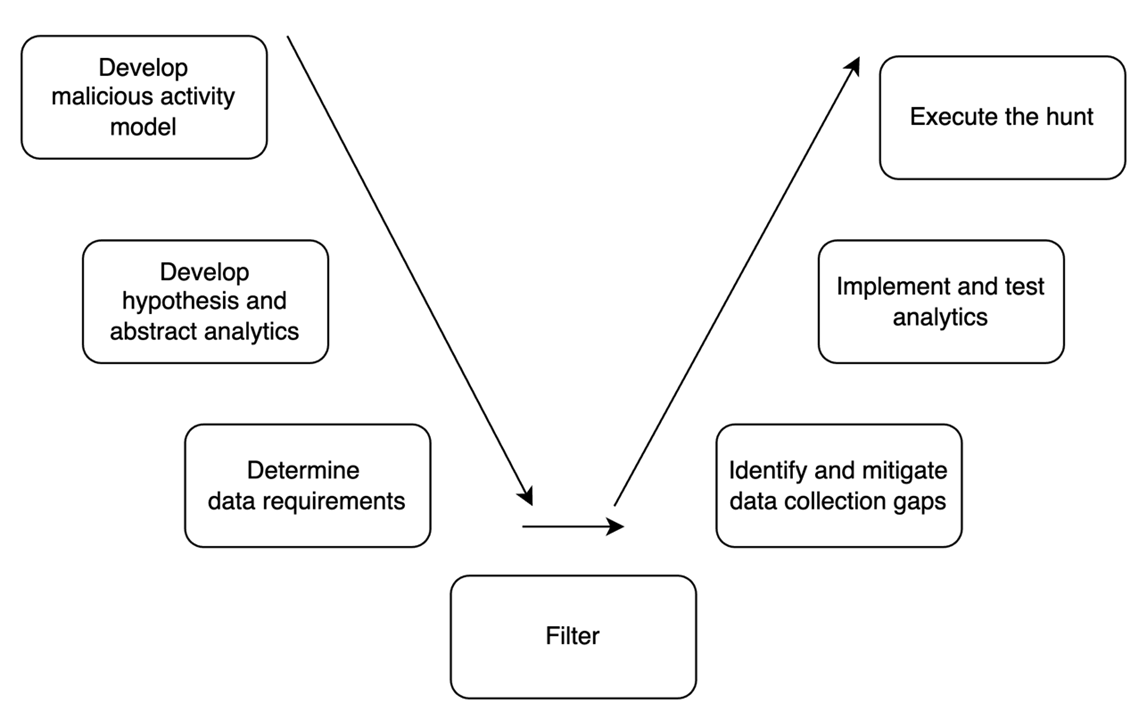 Develop
malicious activity
model
Develop
hypothesis and
abstract analytics
Determine
data requirements
Filter
Identify and mitigate
data collection gaps
Implement and test
analytics
Execute the hunt